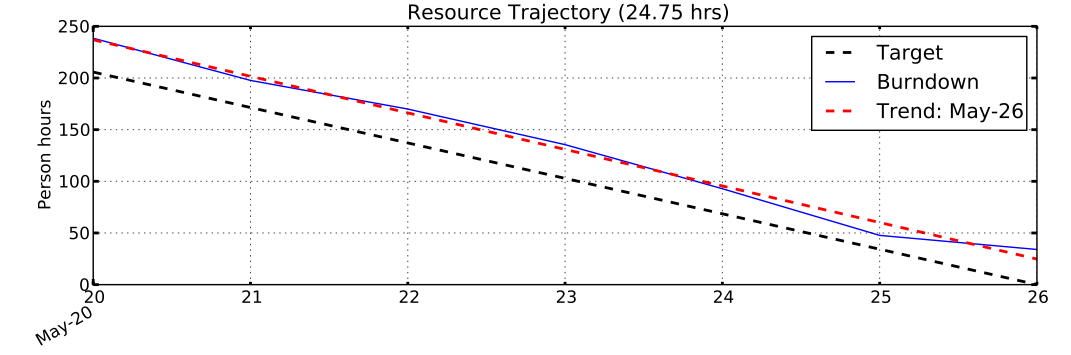 Resource Trajectory (24.75 hrs)
250
200
150
100
50
0
Person hours
Target
Burndown
Trend: May-26
20 21 22 23 24 25 26
May-20